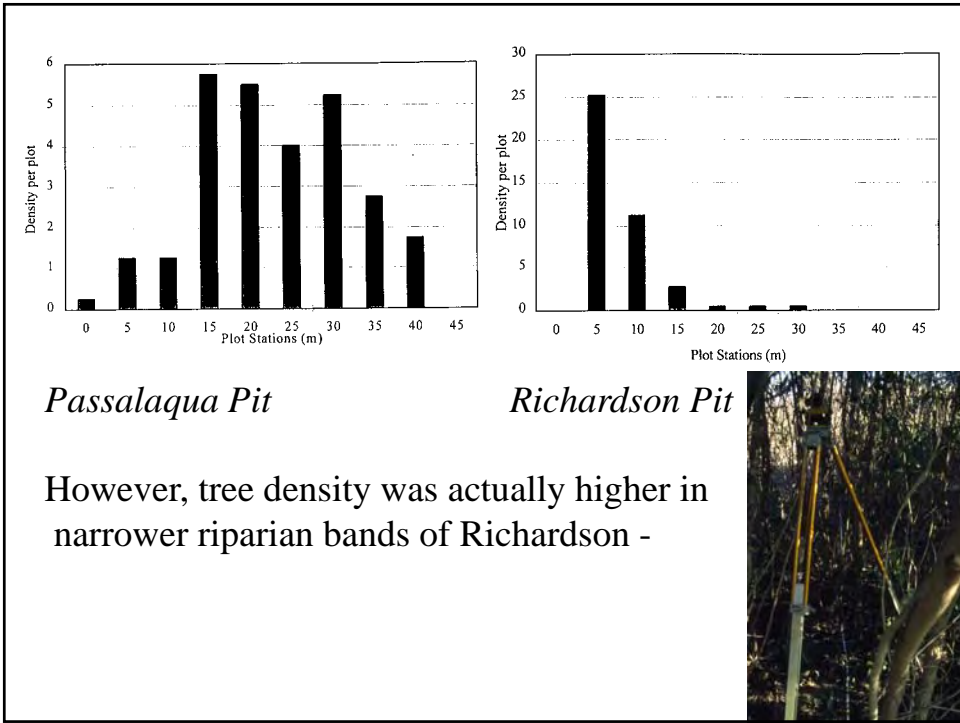 6
5
4
3
2
1
0
Density per plot
0 5 10 15 20 25 30 35 40 45
Plot Stations (m)
30
25
20
15
10
5
0
Density per plot
0 5 10 15 20 25 30 35 40 45
Plot Stations (m)
Passalaqua Pit
Richardson Pit
However, tree density was actually higher in
narrower riparian bands of Richardson -